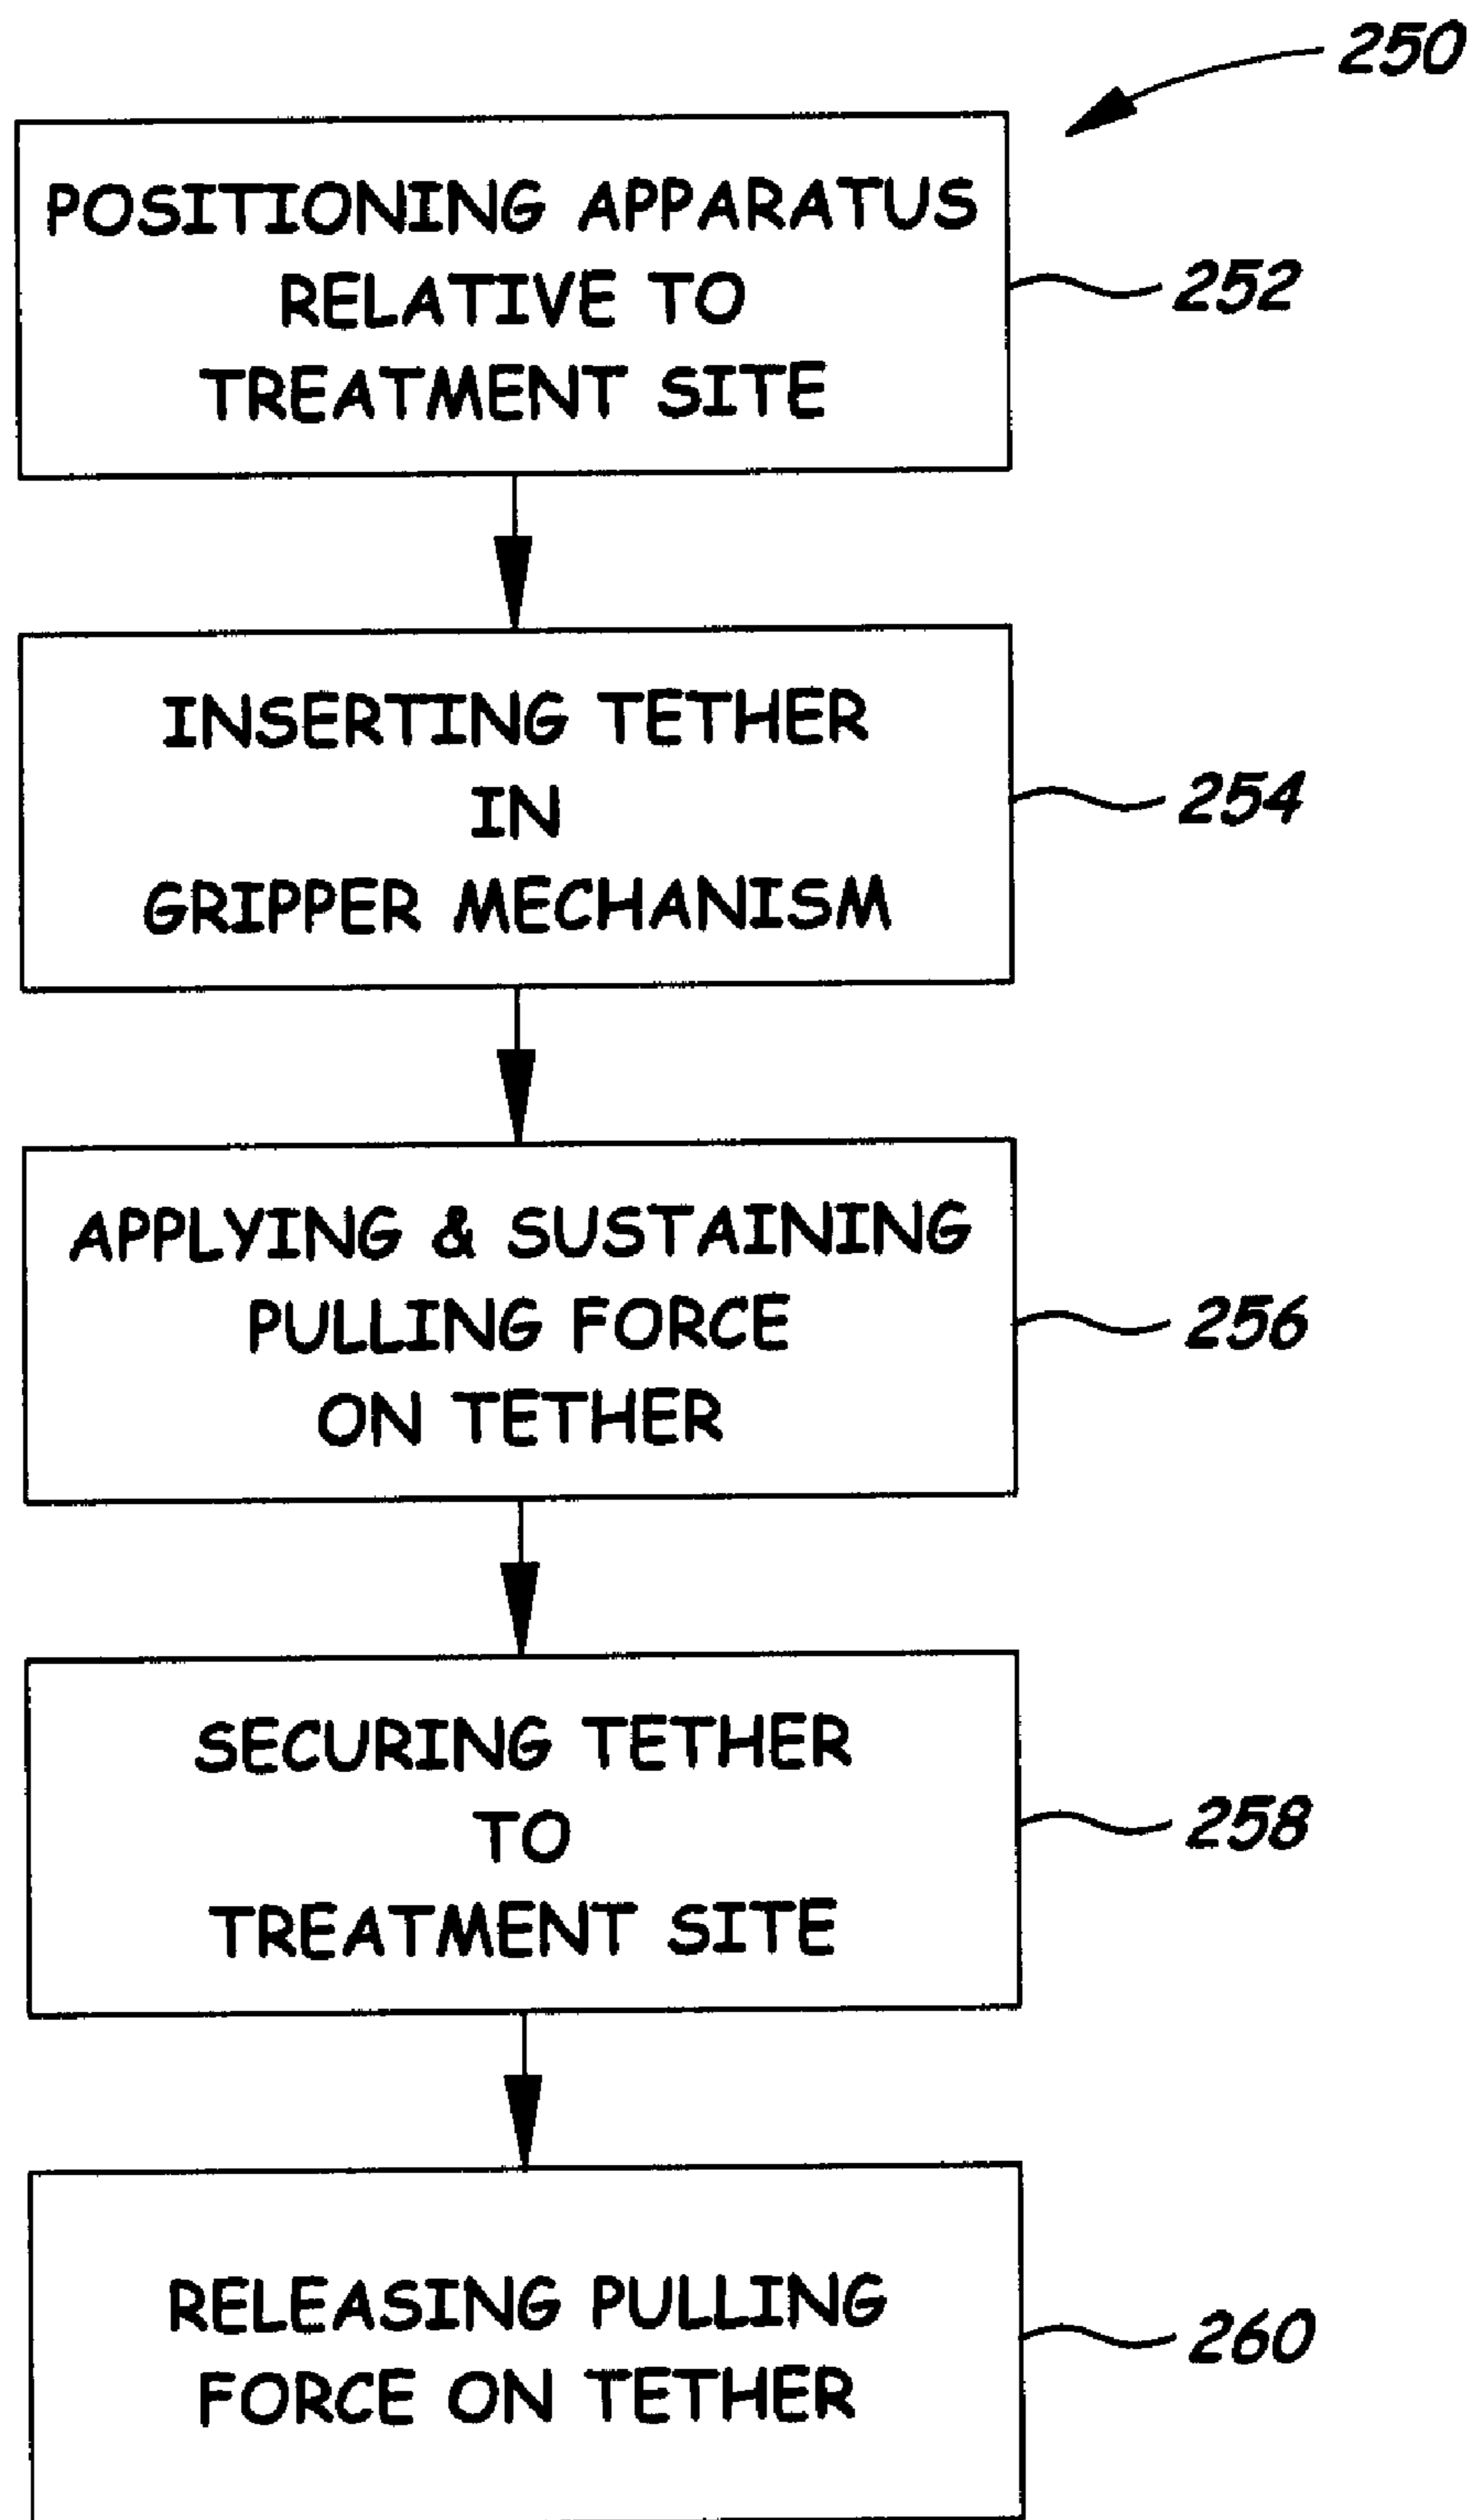 250
POSITIONING APPARATUS
RELATIVE TO
TREATMENT SITE
252
INSERTING TETHER
IN
GRIPPER MECHANISM
254
APPLYING & SUSTAINING
PULLING FORCE
ON TETHER
256
SECURING TETHER
TO
TREATMENT SITE
258
RELEASING PULLING
FORCE ON TETHER
260